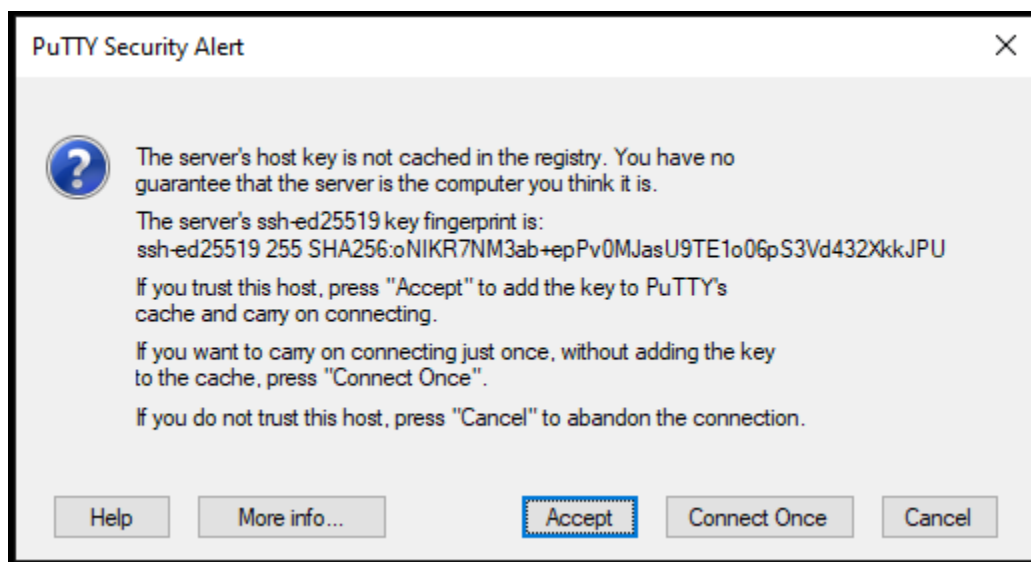 PuTTY Security Alert
The server's host key is not cached in the registry. You have no
guarantee that the server is the computer you think it is.
The server's ssh-ed25519 key fingerprint is:
ssh-ed25519 255 SHA256:oNIKR7NM3ab+epPv0MJasU9TE1o06pS3Vd432XkkJPU
If you trust this host, press "Accept" to add the key to PuTTY's
cache and carry on connecting.
If you want to carry on connecting just once, without adding the key
to the cache, press "Connect Once".
If you do not trust this host, press "Cancel" to abandon the connection.
Help More info... Accept Connect Once Cancel